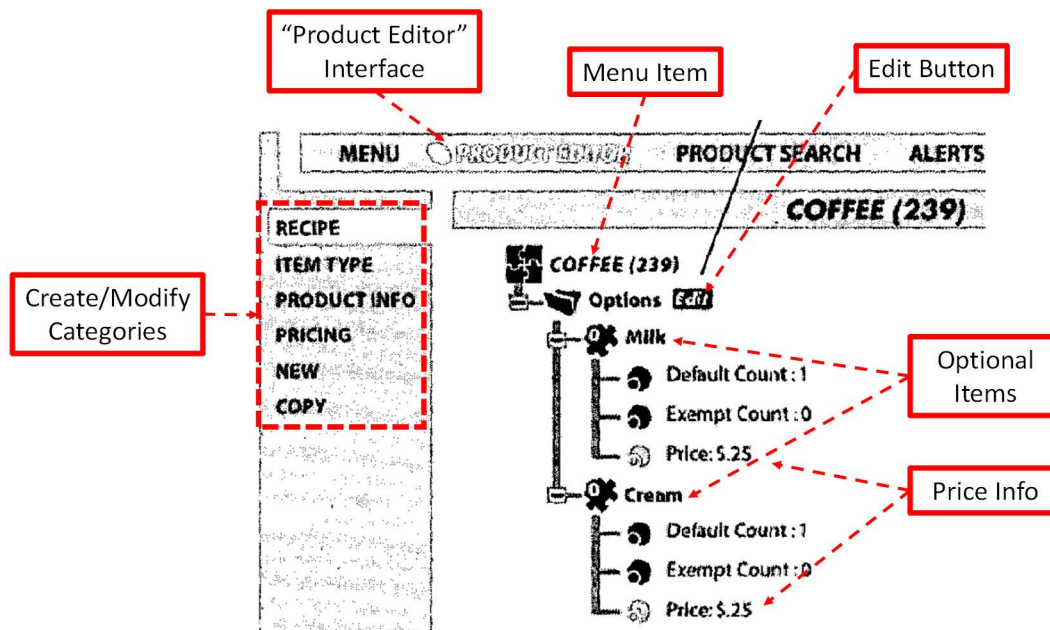 “Product Editor”
Interface
Menu Item
Edit Button
MENU PRODUCT EDITOR PRODUCT SEARCH ALERTS
COFFEE (239)
RECIPE
ITEM TYPE
PRODUCT INFO
PRICING
NEW
COPY
Create/Modify
Categories
COFFEE (239)
Options Edit
Milk
Default Count : 1
Exempt Count : 0
Price: $.25
Cream
Default Count : 1
Exempt Count : 0
Price: $.25
Optional
Items
Price Info